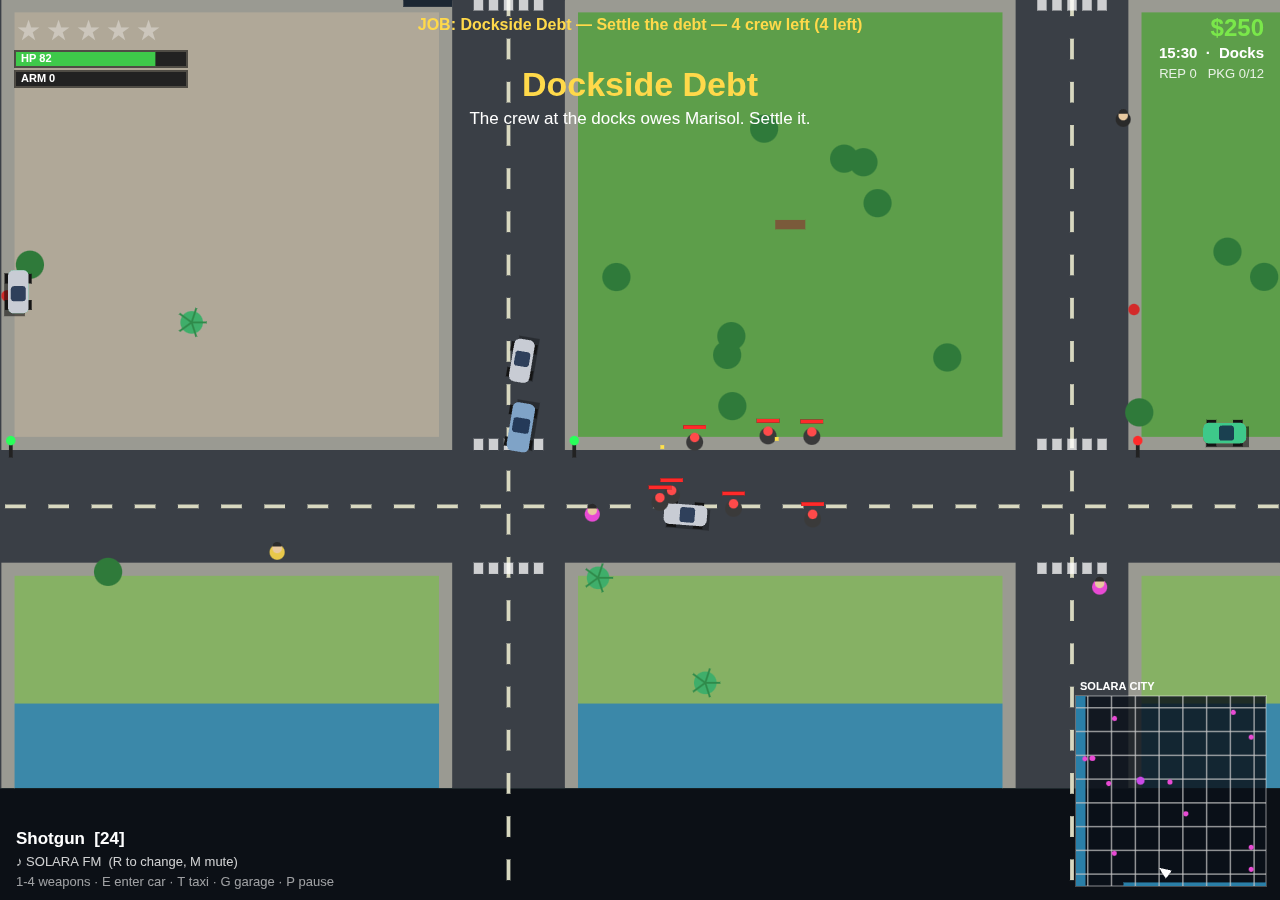 JOB: Dockside Debt — Settle the debt — 4 crew left (4 left)
$250
HP 82
15:30 · Docks
ARM 0
REP 0 PKG 0/12
Dockside Debt
The crew at the docks owes Marisol. Settle it.
SOLARA CITY
Shotgun [24]
♪ SOLARA FM (R to change, M mute)
1-4 weapons · E enter car · T taxi · G garage · P pause